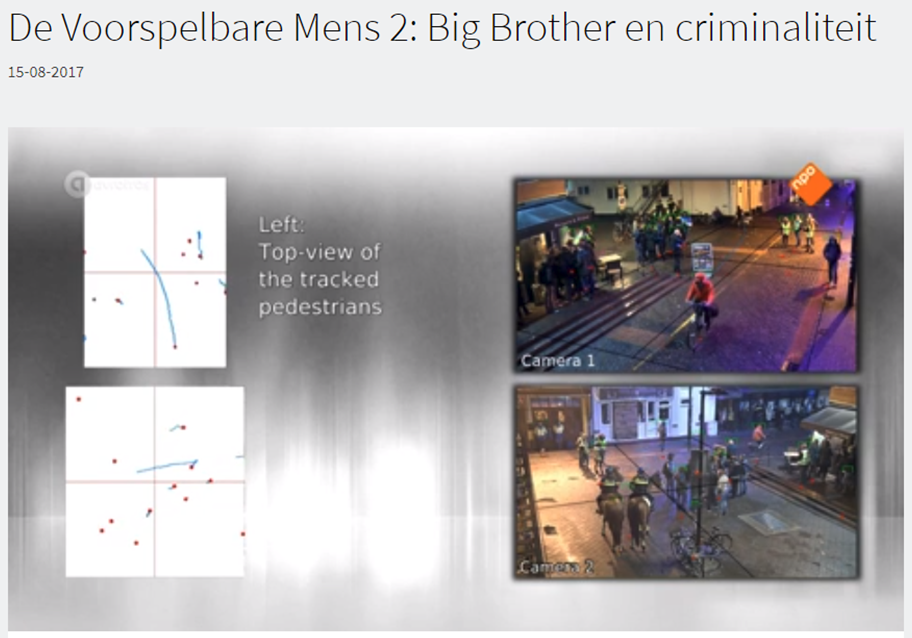 De Voorspelbare Mens 2: Big Brother en criminaliteit
15-08-2017
npo
Left:
Top-view of
the tracked
pedestrians
Camera 1
Camera 2